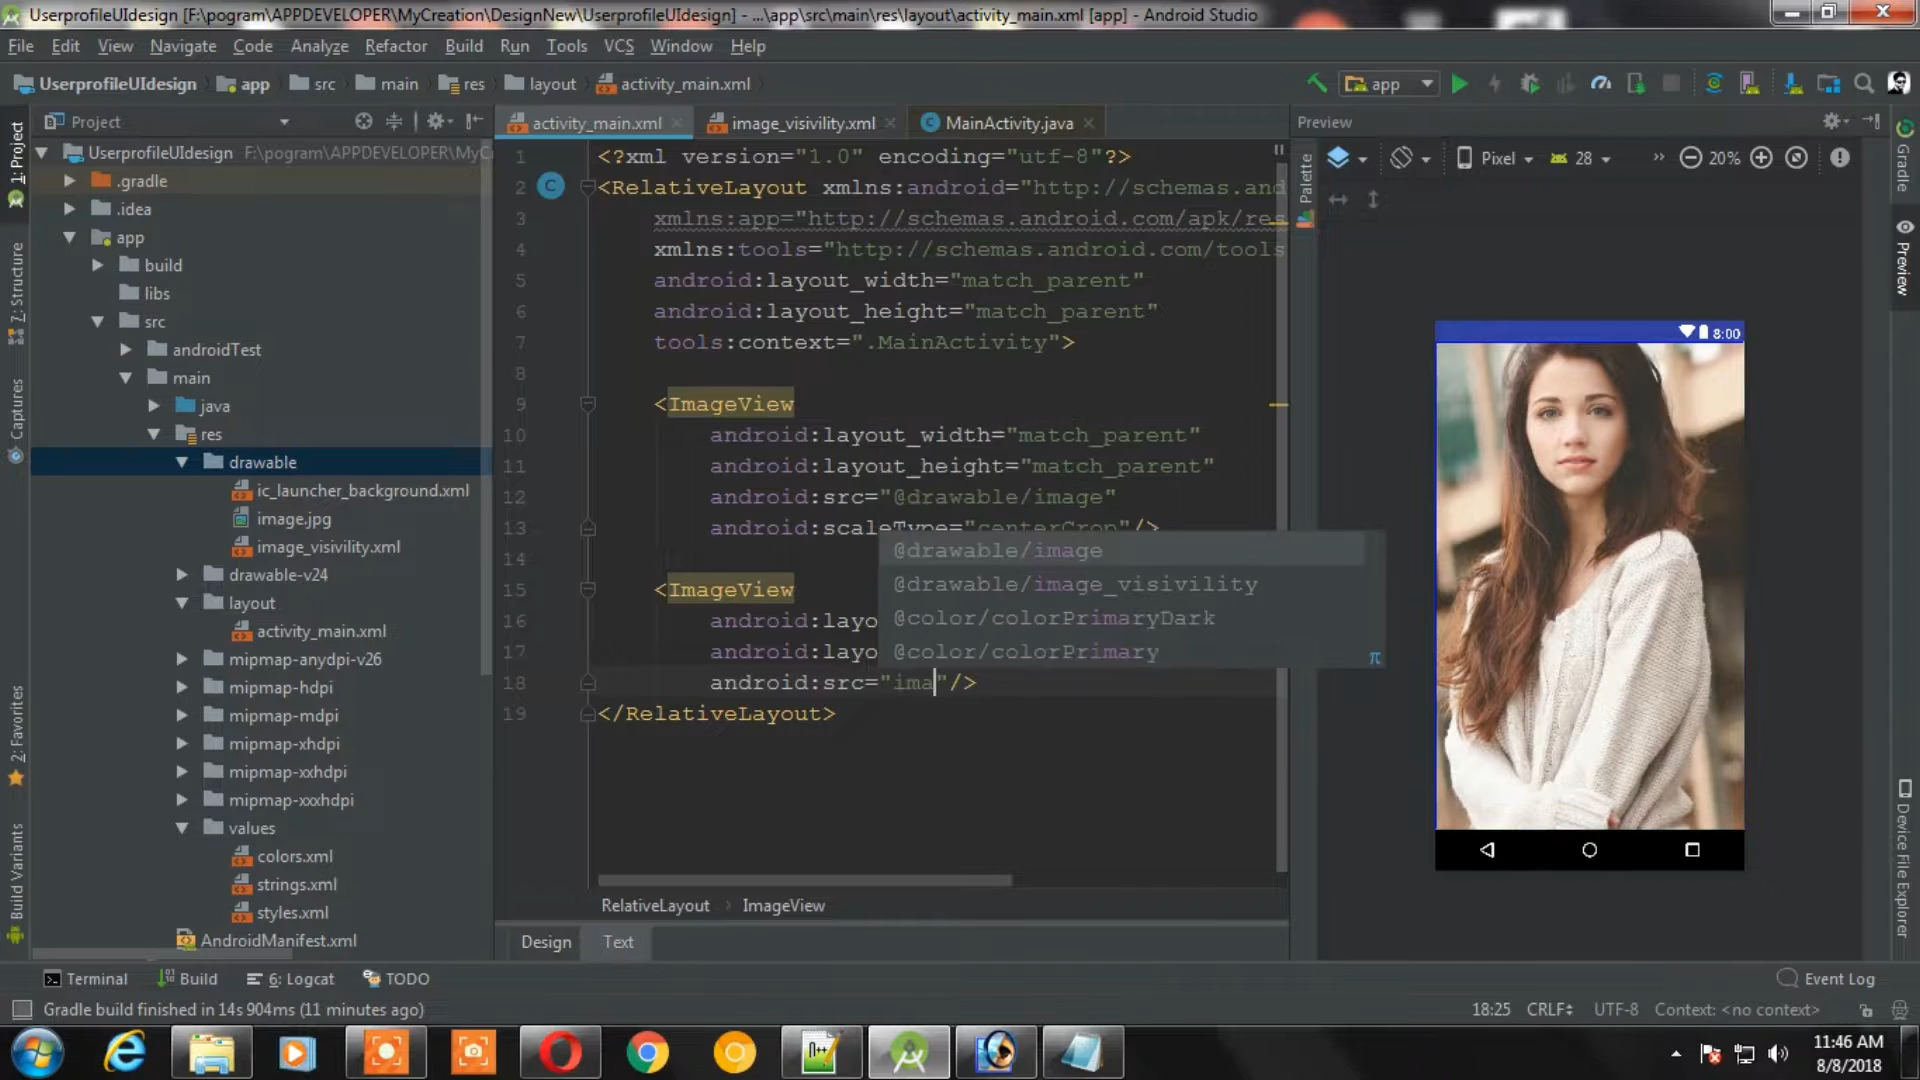 UserprofileUIdesign [F:\pogram\APPDEVELOPER\MyCreation\DesignNew\UserprofileUIdesign] - ...\app\src\main\res\layout\activity_main.xml [app] - Android Studio
File Edit View Navigate Code Analyze Refactor Build Run Tools VCS Window Help
UserprofileUIdesign app src main res layout activity_main.xml
app
1: Project
7: Structure
Captures
2: Favorites
Build Variants
Project
UserprofileUIdesign F:\pogram\APPDEVELOPER\MyC
.gradle
.idea
app
build
libs
src
androidTest
main
java
res
drawable
ic_launcher_background.xml
image.jpg
image_visivility.xml
drawable-v24
layout
activity_main.xml
mipmap-anydpi-v26
mipmap-hdpi
mipmap-mdpi
mipmap-xhdpi
mipmap-xxhdpi
mipmap-xxxhdpi
values
colors.xml
strings.xml
styles.xml
AndroidManifest.xml
activity_main.xml image_visivility.xml MainActivity.java
1 <?xml version="1.0" encoding="utf-8"?>
2 <RelativeLayout xmlns:android="http://schemas.and
3 xmlns:app="http://schemas.android.com/apk/res
4 xmlns:tools="http://schemas.android.com/tools
5 android:layout_width="match_parent"
6 android:layout_height="match_parent"
7 tools:context=".MainActivity">
8
9 <ImageView
10 android:layout_width="match_parent"
11 android:layout_height="match_parent"
12 android:src="@drawable/image"
13 android:scaleType="centerCrop"/>
14
15 <ImageView
16 android:layo
17 android:layo
18 android:src="ima"/>
19 </RelativeLayout>
@drawable/image
@drawable/image_visivility
@color/colorPrimaryDark
@color/colorPrimary
π
RelativeLayout ImageView
Design Text
Preview
Palette
Pixel 28 20%
8:00
Gradle
Preview
Device File Explorer
Terminal Build 6: Logcat TODO Event Log
Gradle build finished in 14s 904ms (11 minutes ago) 18:25 CRLF UTF-8 Context: <no context>
N++
11:46 AM
8/8/2018